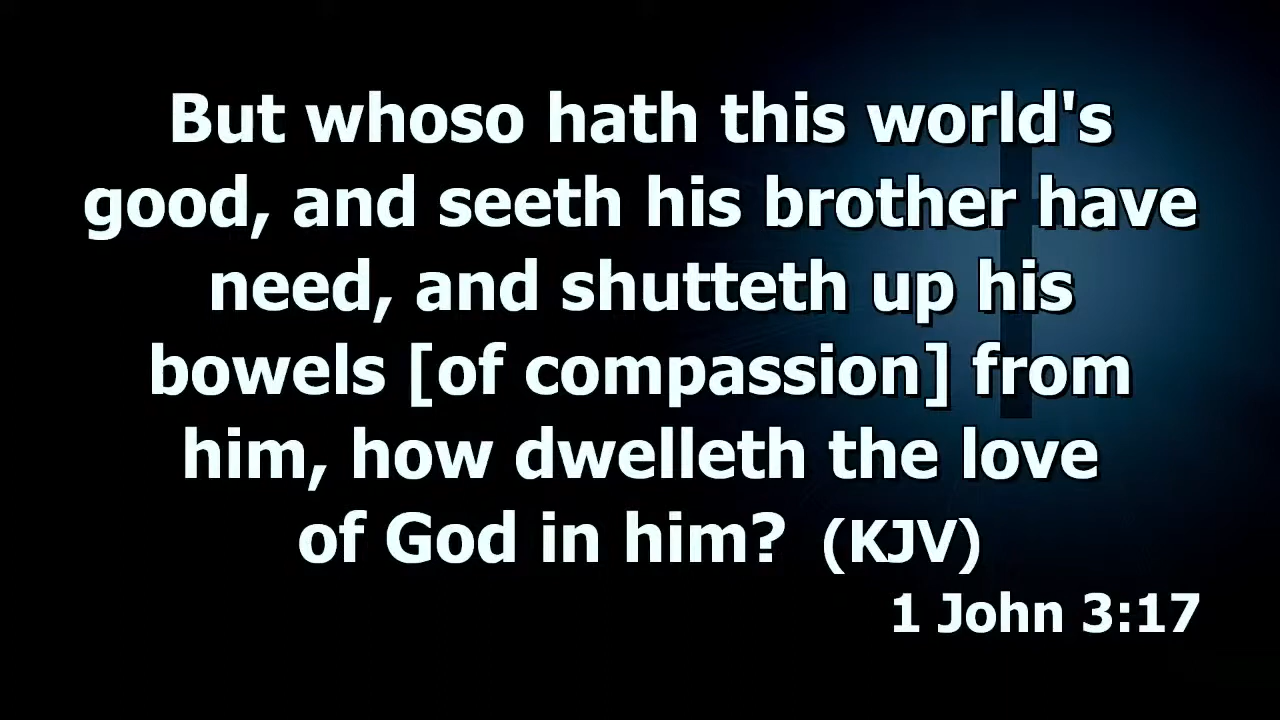 But whoso hath this world's
good, and seeth his brother have
need, and shutteth up his
bowels [of compassion] from
him, how dwelleth the love
of God in him? (KJV)
1 John 3:17